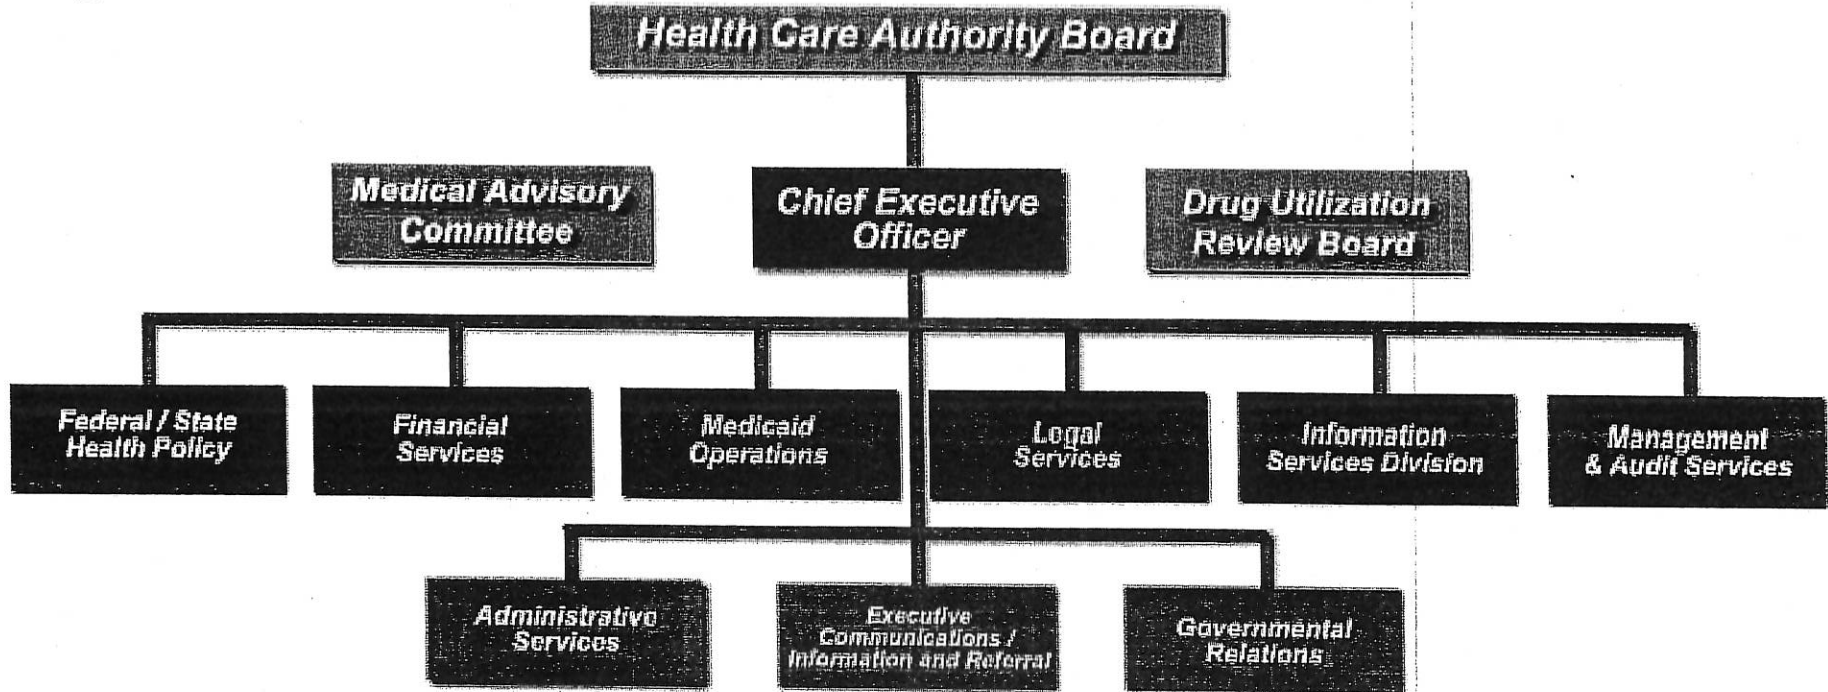 Health Care Authority Board
Medical Advisory
Committee
Chief Executive
Officer
Drug Utilization
Review Board
Federal / State
Health Policy
Financial
Services
Medicaid
Operations
Legal
Services
Information
Services Division
Management
& Audit Services
Administrative
Services
Executive
Communications /
Information and Referral
Governmental
Relations